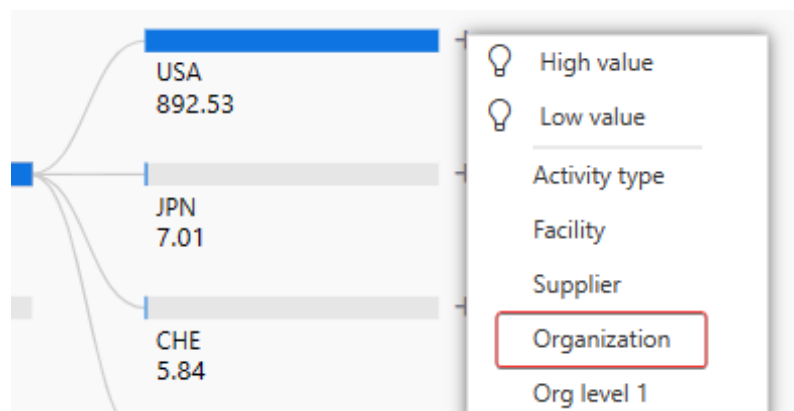 USA
892.53
JPN
7.01
CHE
5.84
High value
Low value
Activity type
Facility
Supplier
Organization
Org level 1